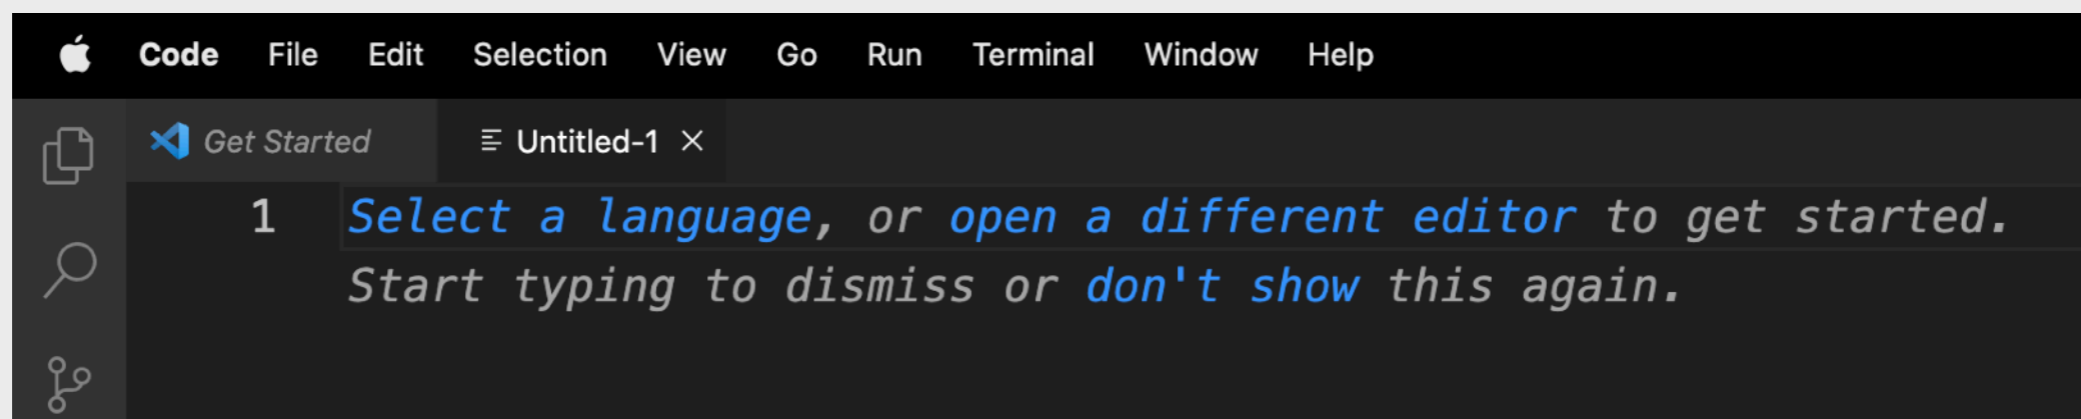 Code File Edit Selection View Go Run Terminal Window Help
Get Started Untitled-1
1 Select a language, or open a different editor to get started.
Start typing to dismiss or don't show this again.